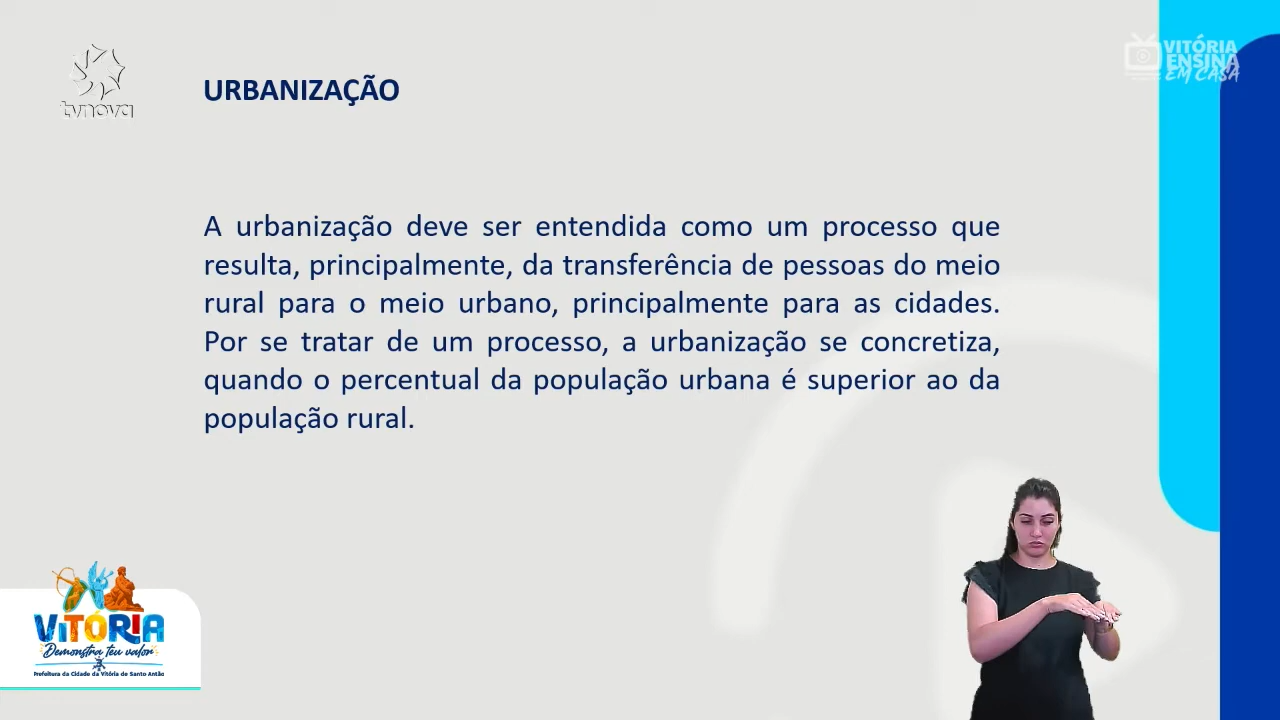 tvnova
VITÓRIA
ENSINA
EM CASA
URBANIZAÇÃO
A urbanização deve ser entendida como um processo que
resulta, principalmente, da transferência de pessoas do meio
rural para o meio urbano, principalmente para as cidades.
Por se tratar de um processo, a urbanização se concretiza,
quando o percentual da população urbana é superior ao da
população rural.
VITÓRIA
Demonstra teu valor
Prefeitura da Cidade da Vitória de Santo Antão